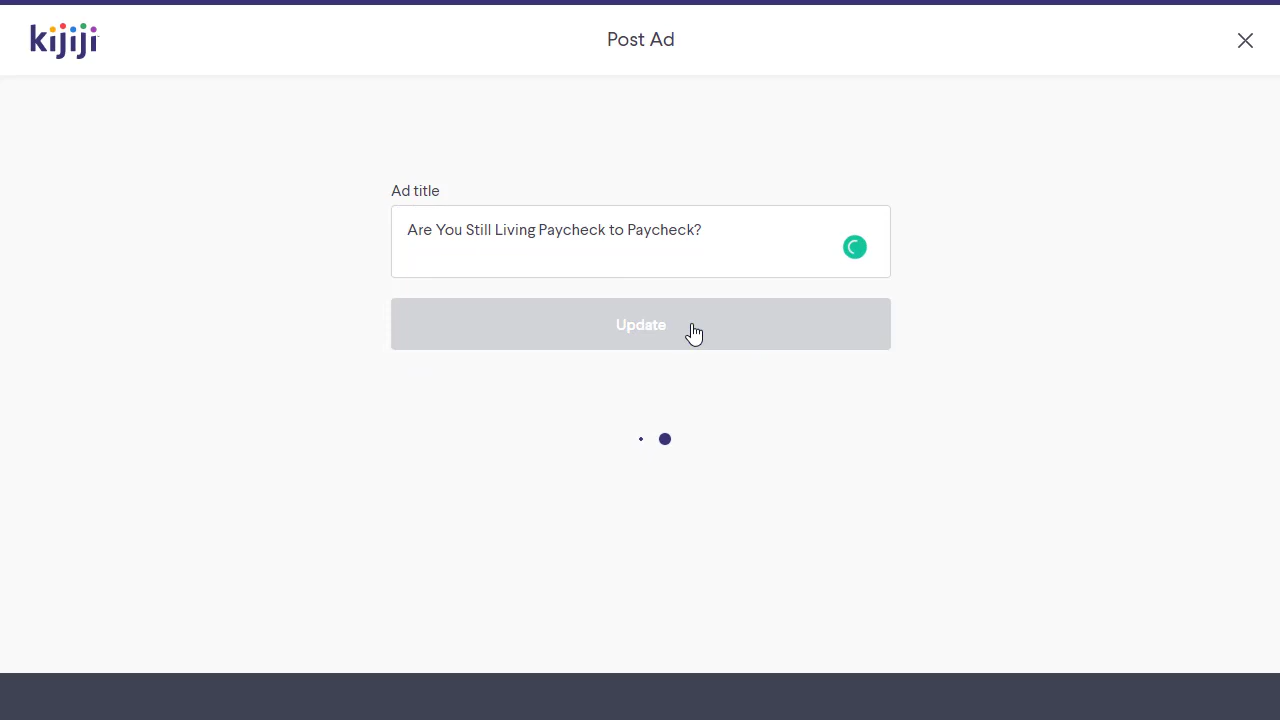 kijiji
Post Ad
Ad title
Are You Still Living Paycheck to Paycheck?
Update